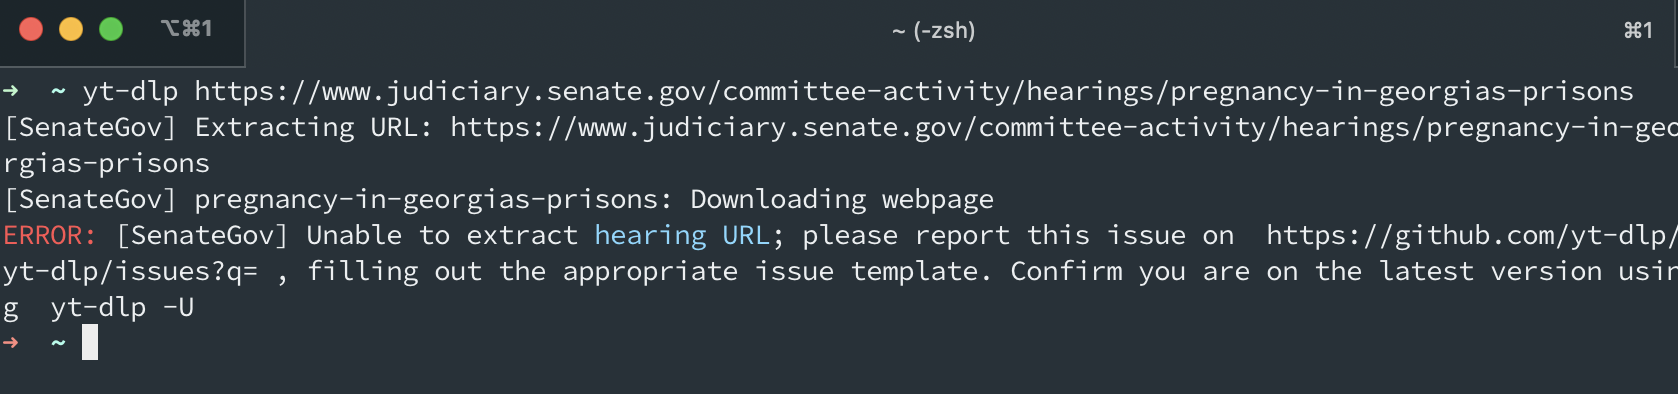 ⌥⌘1 ~ (-zsh) ⌘1
→ ~ yt-dlp https://www.judiciary.senate.gov/committee-activity/hearings/pregnancy-in-georgias-prisons
[SenateGov] Extracting URL: https://www.judiciary.senate.gov/committee-activity/hearings/pregnancy-in-geo
rgias-prisons
[SenateGov] pregnancy-in-georgias-prisons: Downloading webpage
ERROR: [SenateGov] Unable to extract hearing URL; please report this issue on  https://github.com/yt-dlp/
yt-dlp/issues?q= , filling out the appropriate issue template. Confirm you are on the latest version usin
g  yt-dlp -U
→ ~